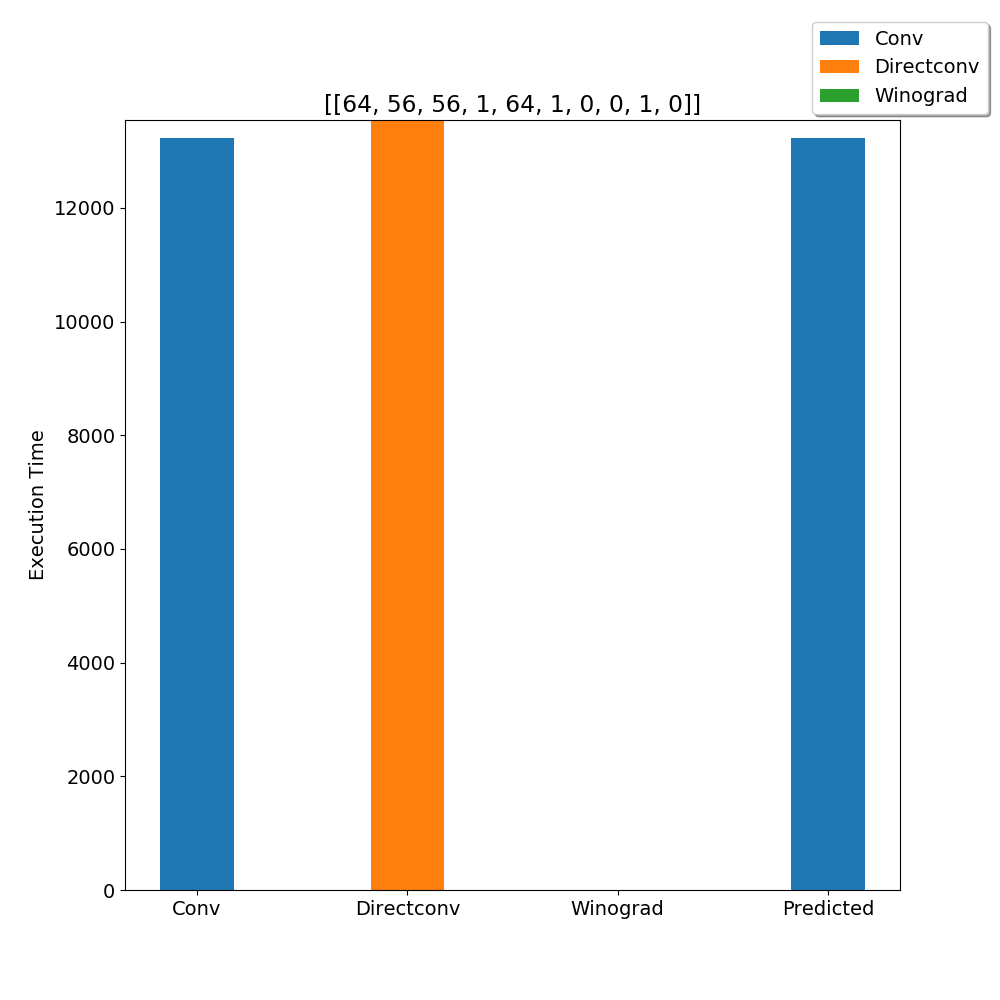 Conv
Directconv
Winograd
[[64, 56, 56, 1, 64, 1, 0, 0, 1, 0]]
12000
10000
8000
6000
4000
2000
0
Execution Time
Conv Directconv Winograd Predicted